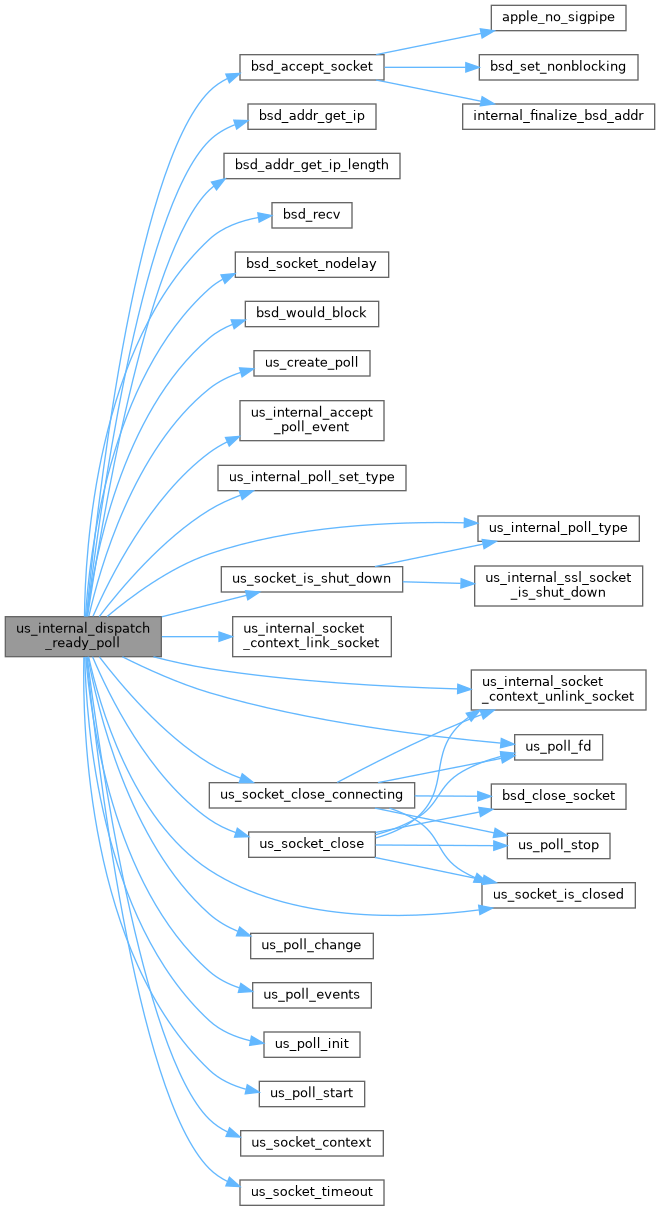 apple_no_sigpipe
bsd_accept_socket
bsd_set_nonblocking
internal_finalize_bsd_addr
bsd_addr_get_ip
bsd_addr_get_ip_length
bsd_recv
bsd_socket_nodelay
bsd_would_block
us_create_poll
us_internal_accept
_poll_event
us_internal_poll_set_type
us_internal_poll_type
us_socket_is_shut_down
us_internal_ssl_socket
_is_shut_down
us_internal_dispatch
_ready_poll
us_internal_socket
_context_link_socket
us_internal_socket
_context_unlink_socket
us_poll_fd
us_socket_close_connecting
bsd_close_socket
us_socket_close
us_poll_stop
us_socket_is_closed
us_poll_change
us_poll_events
us_poll_init
us_poll_start
us_socket_context
us_socket_timeout